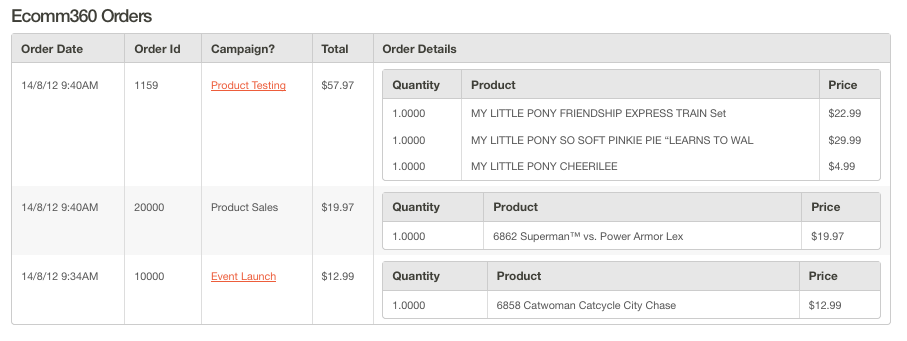 Ecomm360 Orders
Order Date Order Id Campaign? Total Order Details
Quantity Product Price
14/8/12 9:40AM 1159 Product Testing $57.97
1.0000 MY LITTLE PONY FRIENDSHIP EXPRESS TRAIN Set $22.99
1.0000 MY LITTLE PONY SO SOFT PINKIE PIE “LEARNS TO WAL $29.99
1.0000 MY LITTLE PONY CHEERILEE $4.99
14/8/12 9:40AM 20000 Product Sales $19.97 Quantity Product Price
1.0000 6862 Superman™ vs. Power Armor Lex $19.97
14/8/12 9:34AM 10000 Event Launch $12.99 Quantity Product Price
1.0000 6858 Catwoman Catcycle City Chase $12.99